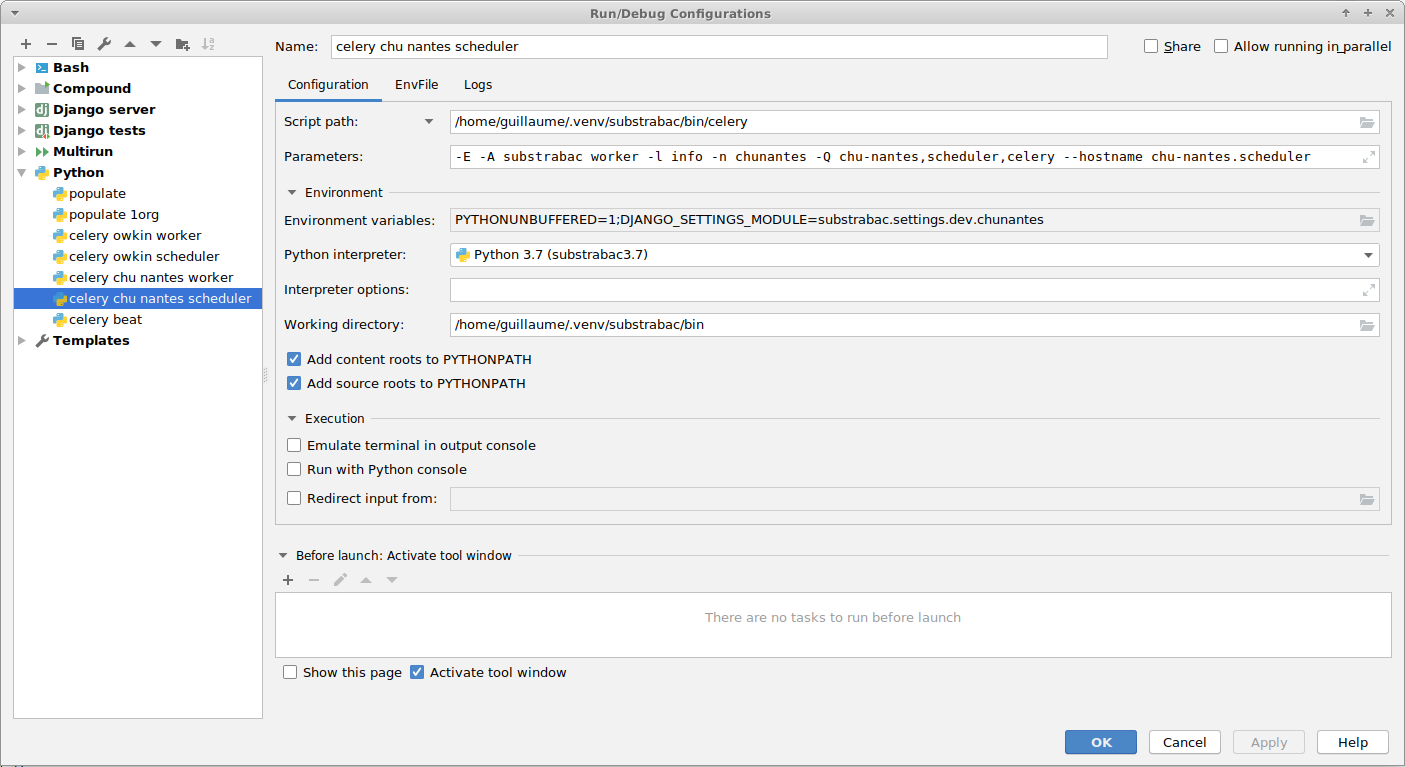 Run/Debug Configurations
Name: celery chu nantes scheduler
Share
Allow running in parallel
Bash
Compound
Django server
Django tests
Multirun
Python
populate
populate 1org
celery owkin worker
celery owkin scheduler
celery chu nantes worker
celery chu nantes scheduler
celery beat
Templates
Configuration EnvFile Logs
Script path: /home/guillaume/.venv/substrabac/bin/celery
Parameters: -E -A substrabac worker -l info -n chunantes -Q chu-nantes,scheduler,celery --hostname chu-nantes.scheduler
Environment
Environment variables: PYTHONUNBUFFERED=1;DJANGO_SETTINGS_MODULE=substrabac.settings.dev.chunantes
Python interpreter: Python 3.7 (substrabac3.7)
Interpreter options:
Working directory: /home/guillaume/.venv/substrabac/bin
Add content roots to PYTHONPATH
Add source roots to PYTHONPATH
Execution
Emulate terminal in output console
Run with Python console
Redirect input from:
Before launch: Activate tool window
There are no tasks to run before launch
Show this page Activate tool window
OK Cancel Apply Help